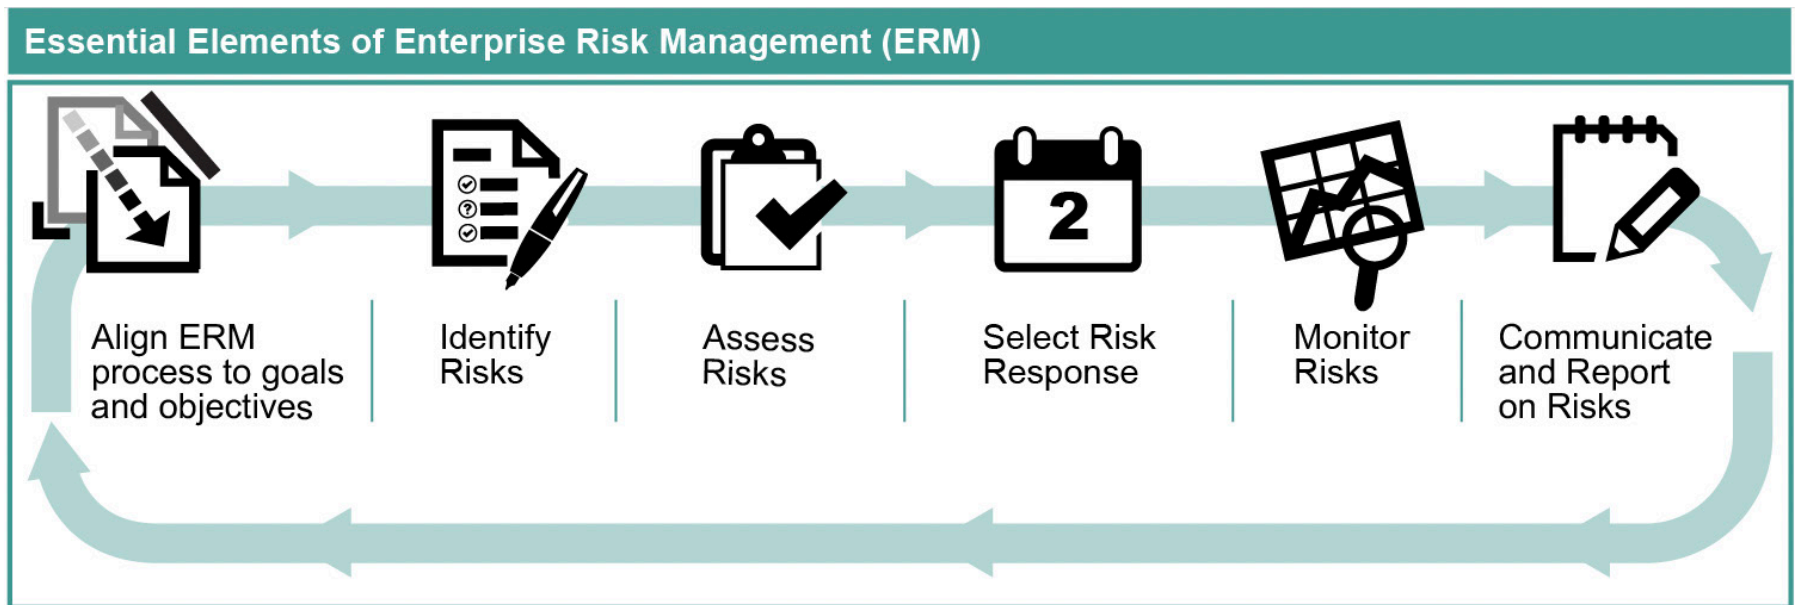 Essential Elements of Enterprise Risk Management (ERM)
2
Align ERM
process to goals
and objectives
Identify
Risks
Assess
Risks
Select Risk
Response
Monitor
Risks
Communicate
and Report
on Risks